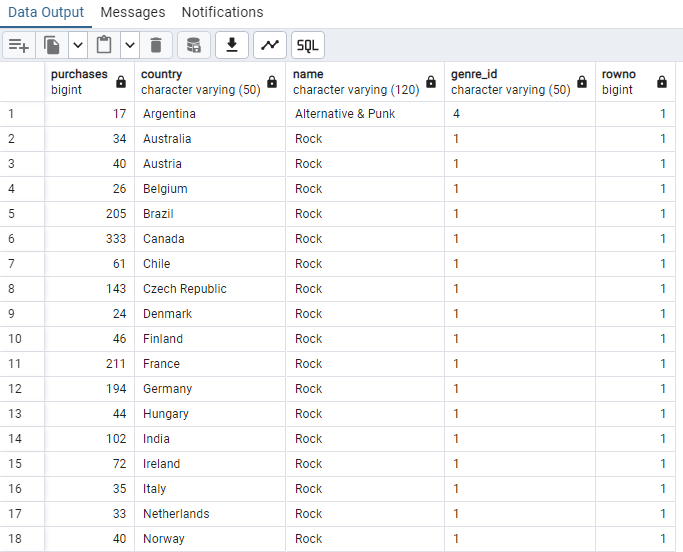 Data Output Messages Notifications
SQL
purchases country name genre_id rowno
bigint character varying (50) character varying (120) character varying (50) bigint
1 17 Argentina Alternative & Punk 4 1
2 34 Australia Rock 1 1
3 40 Austria Rock 1 1
4 26 Belgium Rock 1 1
5 205 Brazil Rock 1 1
6 333 Canada Rock 1 1
7 61 Chile Rock 1 1
8 143 Czech Republic Rock 1 1
9 24 Denmark Rock 1 1
10 46 Finland Rock 1 1
11 211 France Rock 1 1
12 194 Germany Rock 1 1
13 44 Hungary Rock 1 1
14 102 India Rock 1 1
15 72 Ireland Rock 1 1
16 35 Italy Rock 1 1
17 33 Netherlands Rock 1 1
18 40 Norway Rock 1 1